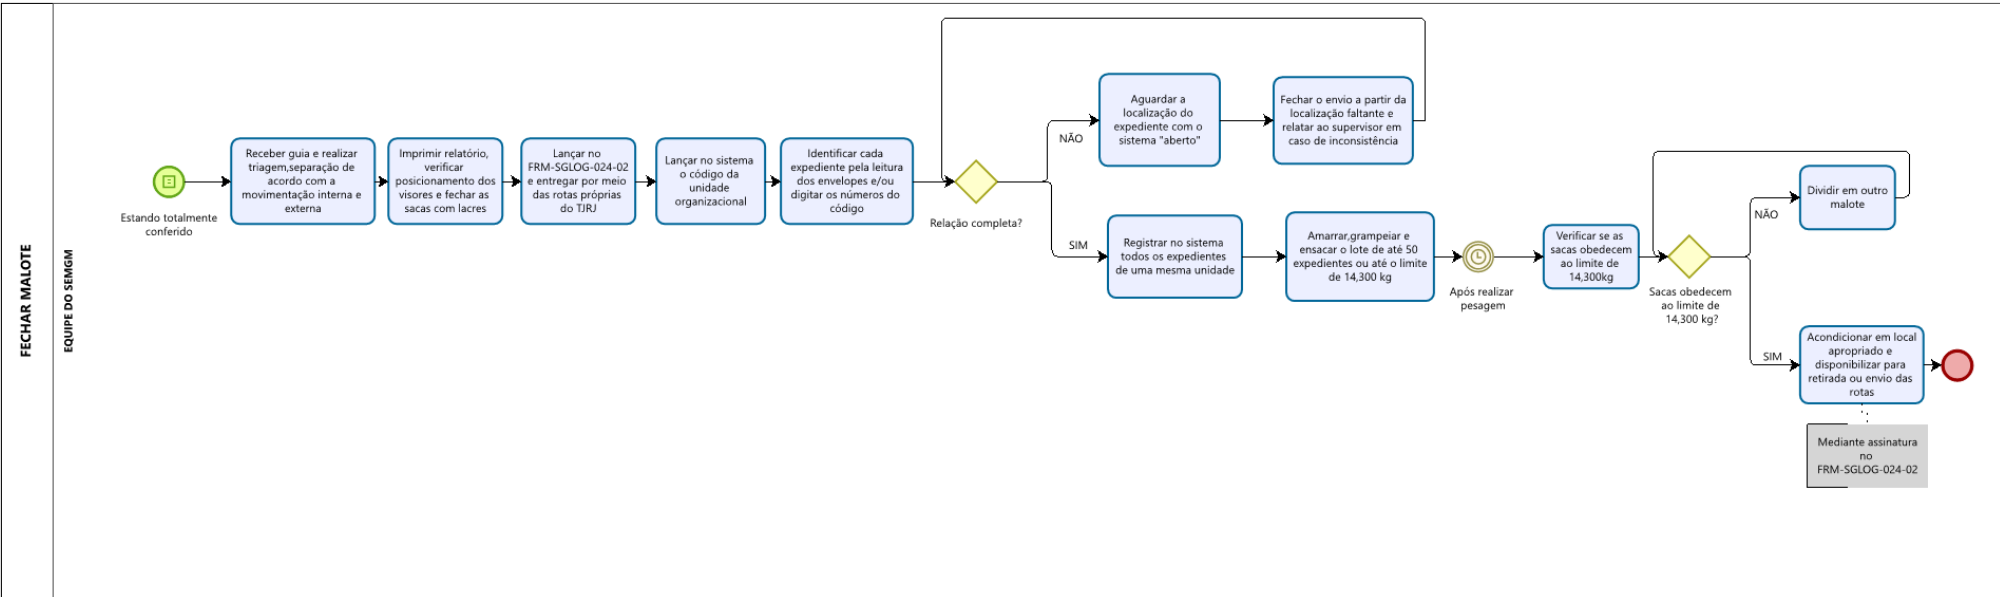 FECHAR MALOTE
EQUIPE DO SEMGM
Estando totalmente
conferido
Receber guia e realizar
triagem,separação de
acordo com a
movimentação interna e
externa
Imprimir relatório,
verificar
posicionamento dos
visores e fechar as
sacas com lacres
Lançar no
FRM-SGLOG-024-02
e entregar por meio
das rotas próprias
do TJRJ
Lançar no sistema
o código da
unidade
organizacional
Identificar cada
expediente pela leitura
dos envelopes e/ou
digitar os números do
código
Relação completa?
NÃO
Aguardar a
localização do
expediente com o
sistema "aberto"
Fechar o envio a partir da
localização faltante e
relatar ao supervisor em
caso de inconsistência
SIM
Registrar no sistema
todos os expedientes
de uma mesma unidade
Amarrar,grampeiar e
ensacar o lote de até 50
expedientes ou até o limite
de 14,300 kg
Após realizar
pesagem
Verificar se as
sacas obedecem
ao limite de
14,300kg
Sacas obedecem
ao limite de
14,300 kg?
NÃO
Dividir em outro
malote
SIM
Acondicionar em local
apropriado e
disponibilizar para
retirada ou envio das
rotas
Mediante assinatura
no
FRM-SGLOG-024-02